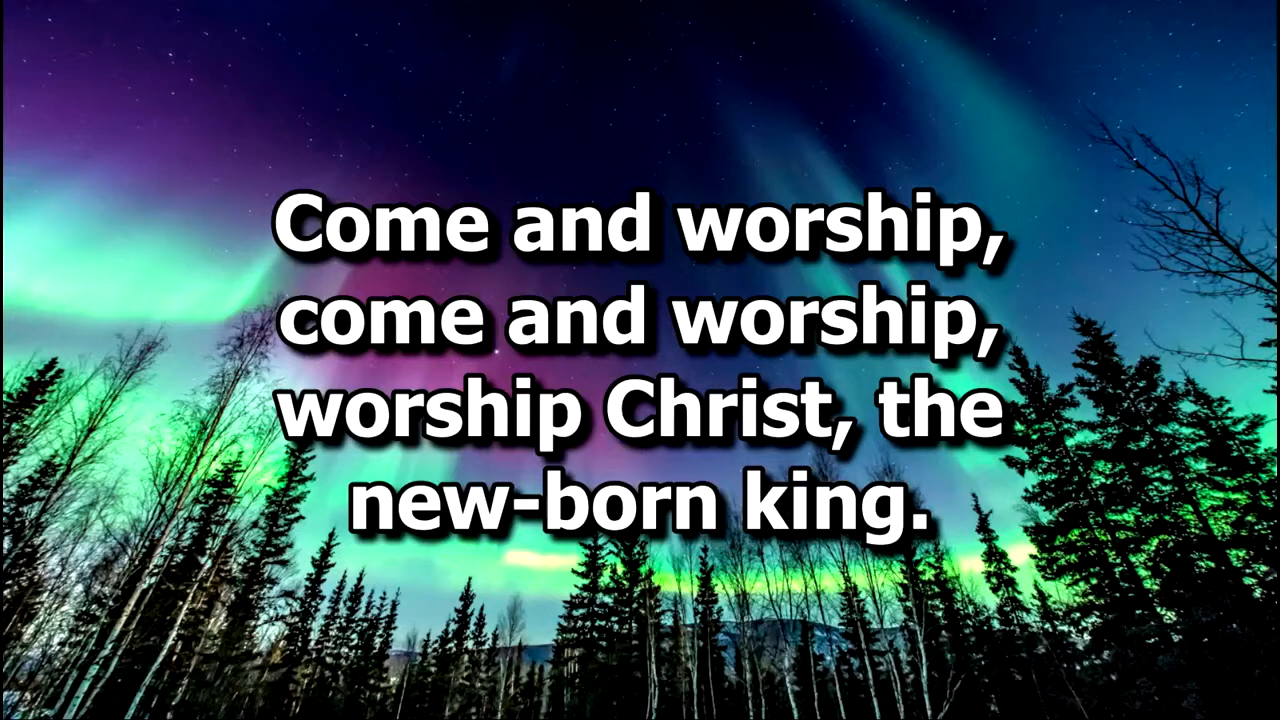 Come and worship,
come and worship,
worship Christ, the
new-born king.